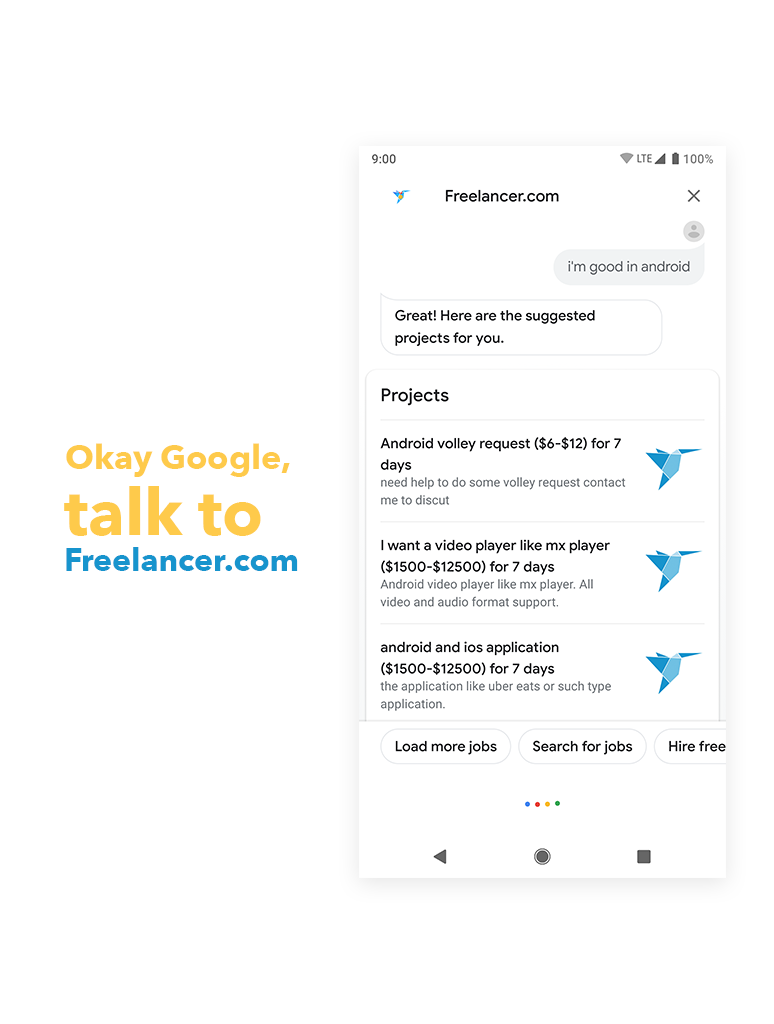 Okay Google,
talk to
Freelancer.com
9:00
LTE 100%
Freelancer.com
i'm good in android
Great! Here are the suggested
projects for you.
Projects
Android volley request ($6-$12) for 7
days
need help to do some volley request contact
me to discut
I want a video player like mx player
($1500-$12500) for 7 days
Android video player like mx player. All
video and audio format support.
android and ios application
($1500-$12500) for 7 days
the application like uber eats or such type
application.
Load more jobs
Search for jobs
Hire free